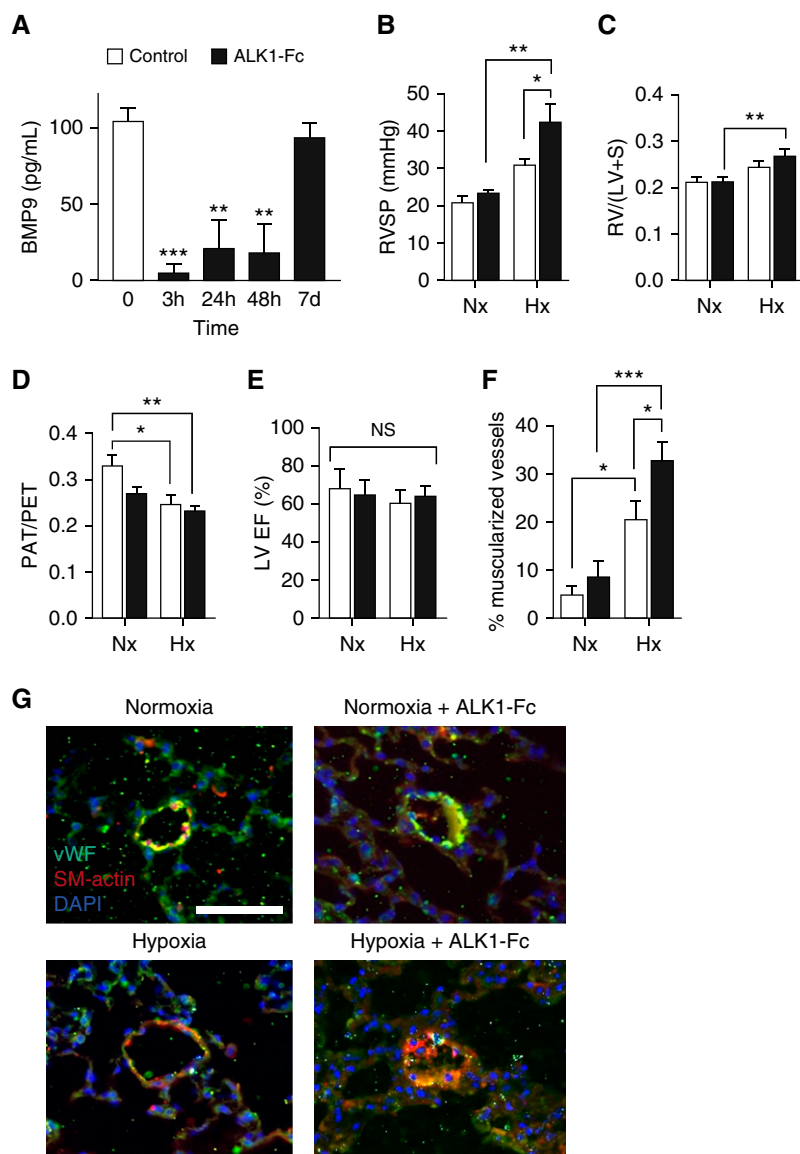 A
Control
ALK1-Fc
BMP9 (pg/mL)
100
50
0
***
**
**
0
3h
24h
48h
7d
Time
B
RVSP (mmHg)
50
40
30
20
10
0
**
*
Nx
Hx
C
RV/(LV+S)
0.4
0.3
0.2
0.1
0.0
**
Nx
Hx
D
PAT/PET
0.4
0.3
0.2
0.1
0.0
**
*
Nx
Hx
E
LV EF (%)
100
80
60
40
20
0
NS
Nx
Hx
F
% muscularized vessels
40
30
20
10
0
***
*
*
Nx
Hx
G
Normoxia
Normoxia + ALK1-Fc
vWF
SM-actin
DAPI
Hypoxia
Hypoxia + ALK1-Fc